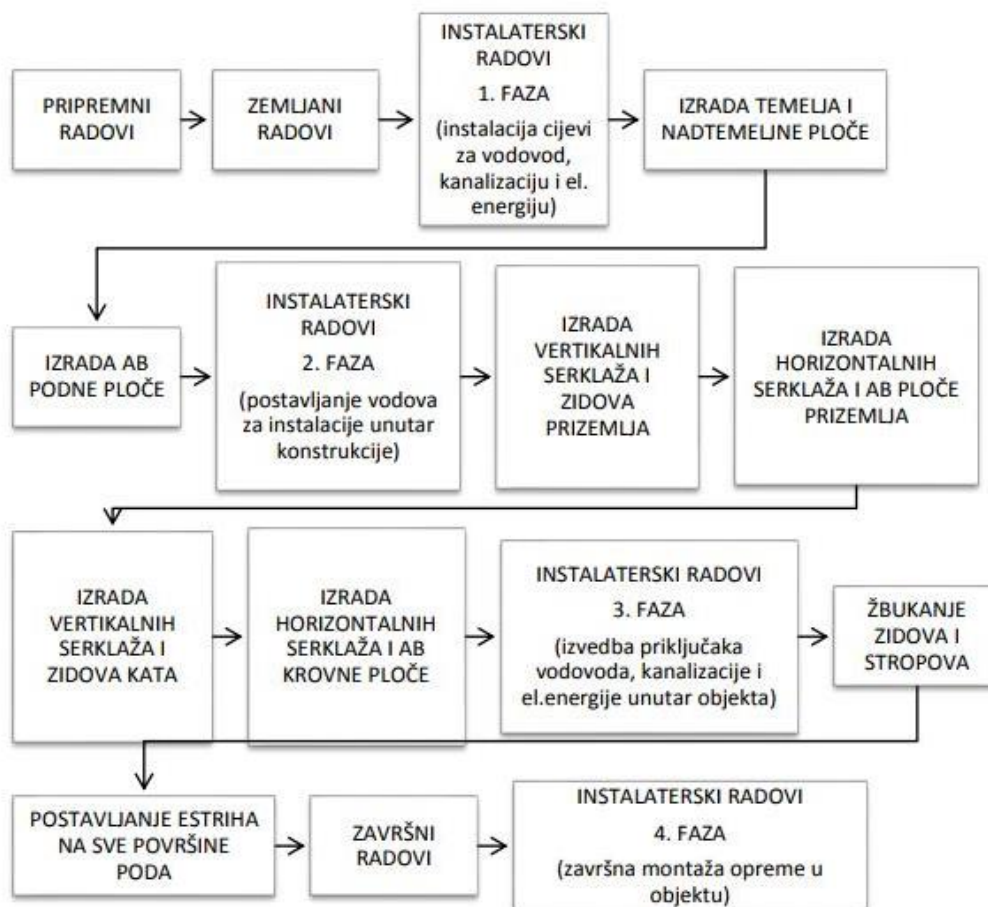 PRIPREMNI
RADOVI
ZEMLJANI
RADOVI
INSTALATERSKI
RADOVI
1. FAZA
(instalacija cijevi
za vodovod,
kanalizaciju i el.
energiju)
IZRADA TEMELJA I
NADTEMELJNE PLOČE
IZRADA AB
PODNE PLOČE
INSTALATERSKI
RADOVI
2. FAZA
(postavljanje vodova
za instalacije unutar
konstrukcije)
IZRADA
VERTIKALNIH
SERKLAŽA I
ZIDOVA
PRIZEMLJA
IZRADA
HORIZONTALNIH
SERKLAŽA I AB PLOČE
PRIZEMLJA
IZRADA
VERTIKALNIH
SERKLAŽA I
ZIDOVA KATA
IZRADA
HORIZONTALNIH
SERKLAŽA I AB
KROVNE PLOČE
INSTALATERSKI RADOVI
3. FAZA
(izvedba priključaka
vodovoda, kanalizacije i
el.energije unutar objekta)
ŽBUKANJE
ZIDOVA I
STROPOVA
POSTAVLJANJE ESTRIHA
NA SVE POVRŠINE
PODA
ZAVRŠNI
RADOVI
INSTALATERSKI RADOVI
4. FAZA
(završna montaža opreme u
objektu)